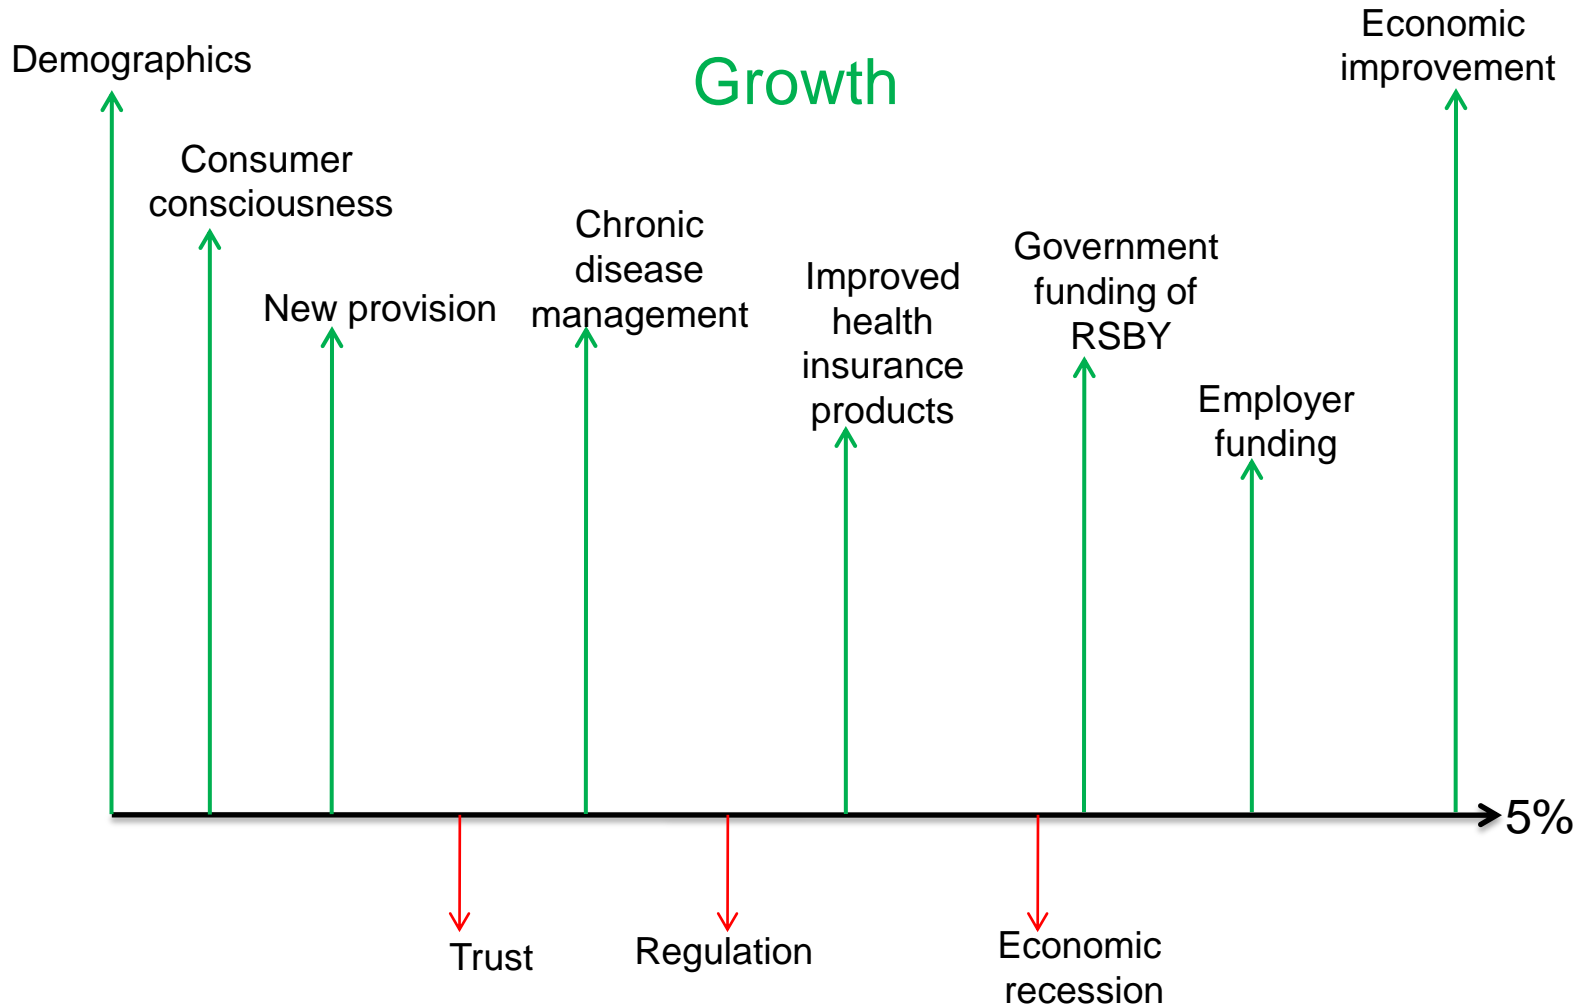 Growth
Demographics
Consumer
consciousness
New provision
Chronic
disease
management
Improved
health
insurance
products
Government
funding of
RSBY
Employer
funding
Economic
improvement
5%
Trust
Regulation
Economic
recession